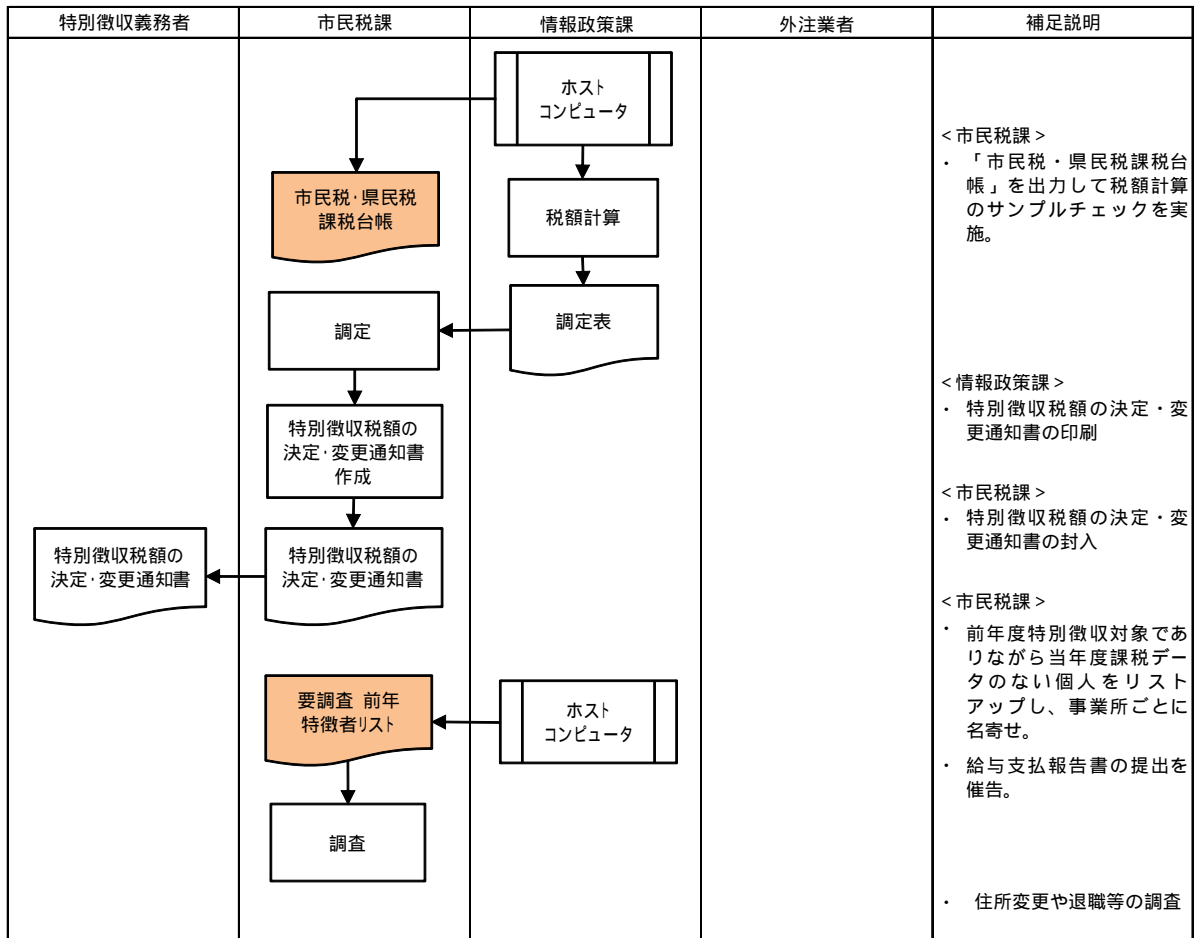 特別徴収義務者
市民税課
情報政策課
外注業者
補足説明
ホスト
コンピュータ
市民税・県民税
課税台帳
税額計算
調定
調定表
特別徴収税額の
決定・変更通知書
作成
特別徴収税額の
決定・変更通知書
特別徴収税額の
決定・変更通知書
要調査 前年
特徴者リスト
ホスト
コンピュータ
調査
<市民税課>
・ 「市民税・県民税課税台
帳」を出力して税額計算
のサンプルチェックを実
施。
<情報政策課>
・ 特別徴収税額の決定・変
更通知書の印刷
<市民税課>
・ 特別徴収税額の決定・変
更通知書の封入
<市民税課>
・ 前年度特別徴収対象であ
りながら当年度課税デー
タのない個人をリスト
アップし、事業所ごとに
名寄せ。
・ 給与支払報告書の提出を
催告。
・ 住所変更や退職等の調査